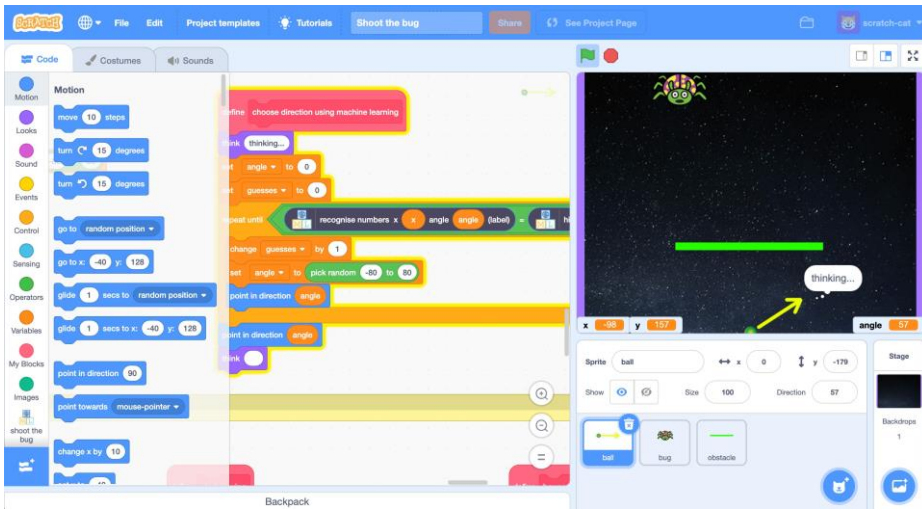 SCRATCH
File Edit Project templates Tutorials Shoot the bug Share See Project Page scratch-cat
Code Costumes Sounds
Motion
Looks
Sound
Events
Control
Sensing
Operators
Variables
My Blocks
Images
shoot the
bug
Motion
move 10 steps
turn 15 degrees
turn 15 degrees
go to random position
go to x: -40 y: 128
glide 1 secs to random position
glide 1 secs to x: -40 y: 128
point in direction 90
point towards mouse-pointer
change x by 10
choose direction using machine learning
thinking...
angle to 0
guesses to 0
recognise numbers x x angle angle (label) =
change guesses by 1
set angle to pick random -80 to 80
point in direction angle
point in direction angle
Backpack
thinking...
x -98 y 157 angle 57
Sprite ball x 0 y -179
Show Size 100 Direction 57
ball bug obstacle
Stage
Backdrops
1